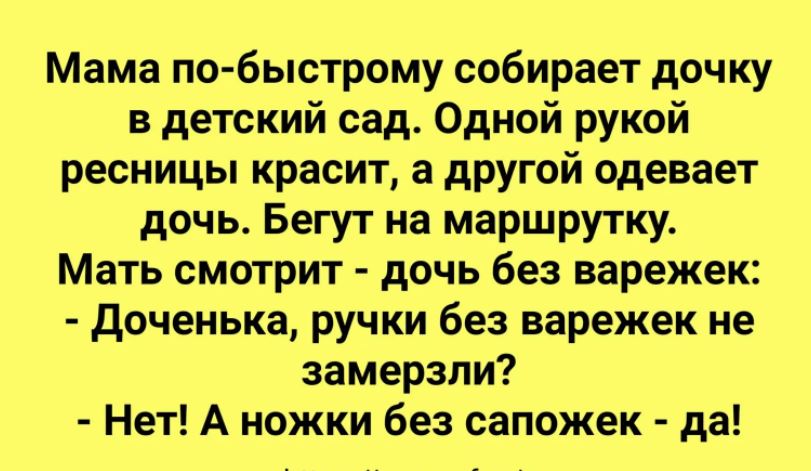 Мама по-быстрому собирает дочку
в детский сад. Одной рукой
ресницы красит, а другой одевает
дочь. Бегут на маршрутку.
Мать смотрит - дочь без варежек:
- Доченька, ручки без варежек не
замерзли?
- Нет! А ножки без сапожек - да!